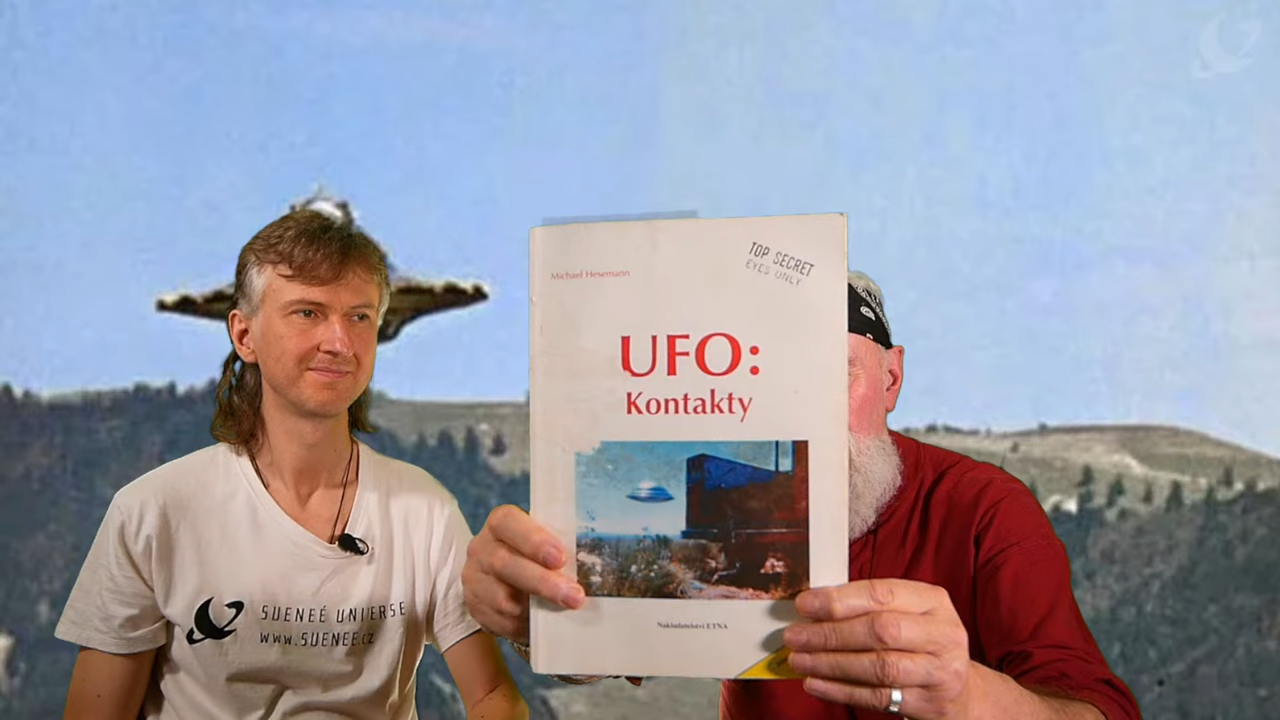 Michael Hesemann
TOP SECRET
EYES ONLY
UFO:
Kontakty
Nakladatelství ETNA
SUENEÉ UNIVERSE
www.SUENEE.cz